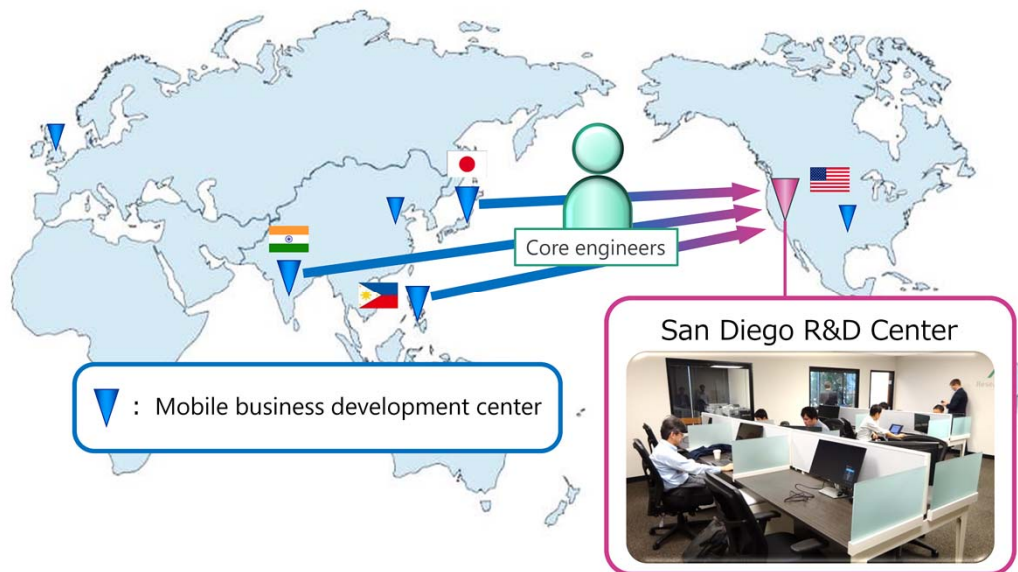 Core engineers
San Diego R&D Center
: Mobile business development center